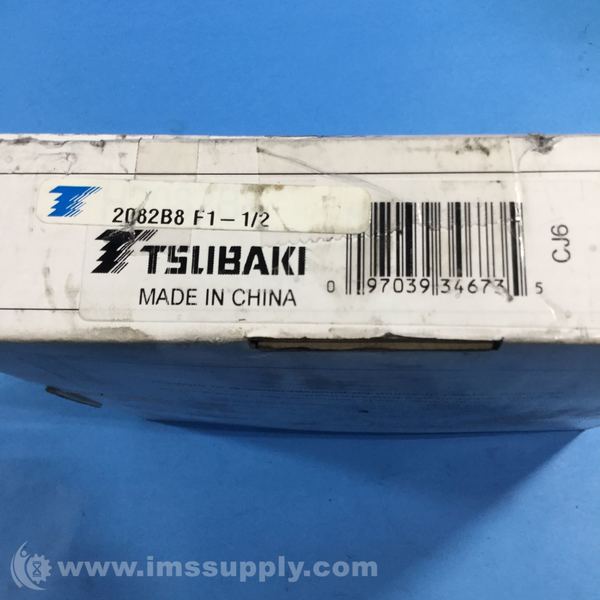 2082B8 F1-1/2
TSUBAKI
MADE IN CHINA
0 97039 34673 5
CJ6
www.imssupply.com